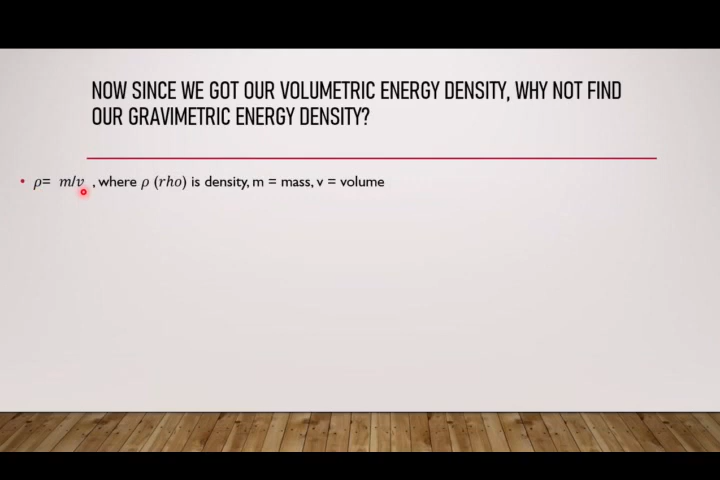 NOW SINCE WE GOT OUR VOLUMETRIC ENERGY DENSITY, WHY NOT FIND
OUR GRAVIMETRIC ENERGY DENSITY?
• ρ= m/v , where ρ (rho) is density, m = mass, v = volume